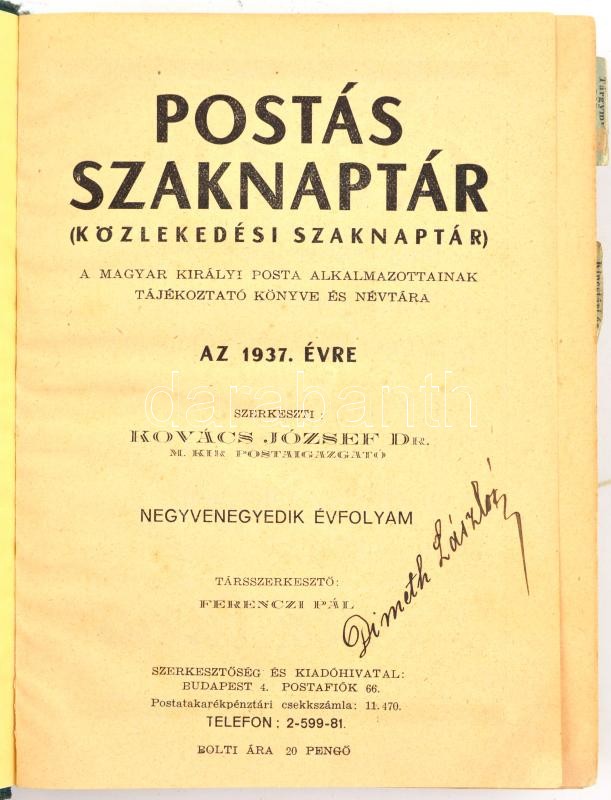 POSTÁS
SZAKNAPTÁR
(KÖZLEKEDÉSI SZAKNAPTÁR)
A MAGYAR KIRÁLYI POSTA ALKALMAZOTTAINAK
TÁJÉKOZTATÓ KÖNYVE ÉS NÉVTÁRA
AZ 1937. ÉVRE
darabanth
SZERKESZTI:
KOVÁCS JÓZSEF DR.
M. KIR POSTAIGAZGATÓ
NEGYVENEGYEDIK ÉVFOLYAM
Dimeth László
TÁRSSZERKESZTŐ:
FERENCZI PÁL
SZERKESZTŐSÉG ÉS KIADÓHIVATAL:
BUDAPEST 4. POSTAFIÓK 66.
Postatakarékpénztári csekkszámla: 11.470.
TELEFON: 2-599-81.
BOLTI ÁRA 20 PENGŐ